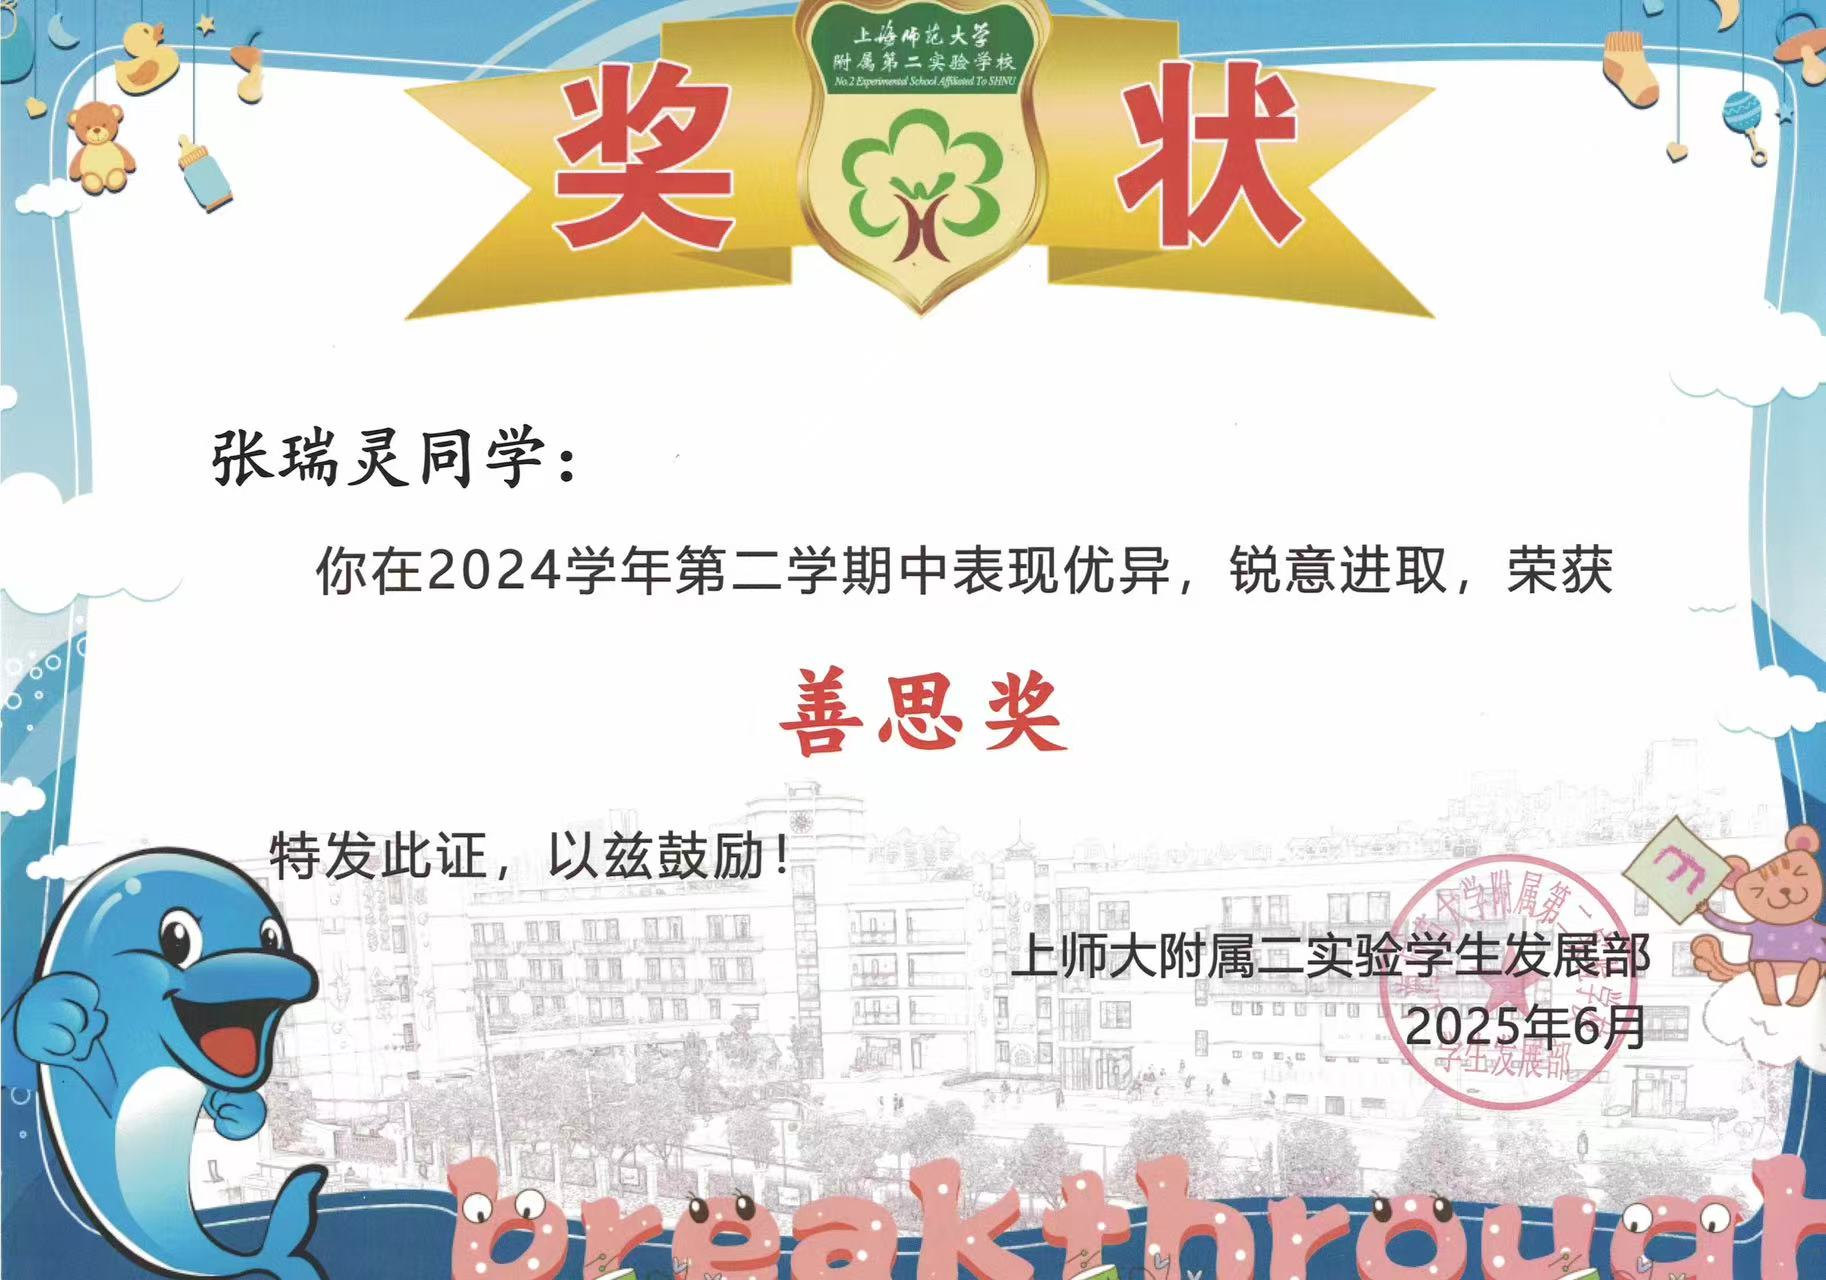 上海师范大学
附属第二实验学校
No.2 Experimental School Affiliated To SHNU
奖状
张瑞灵同学：
你在2024学年第二学期中表现优异，锐意进取，荣获
善思奖
特发此证，以兹鼓励！
上师大附属二实验学生发展部
2025年6月
大学附属第二
学生发展部
breakthrough